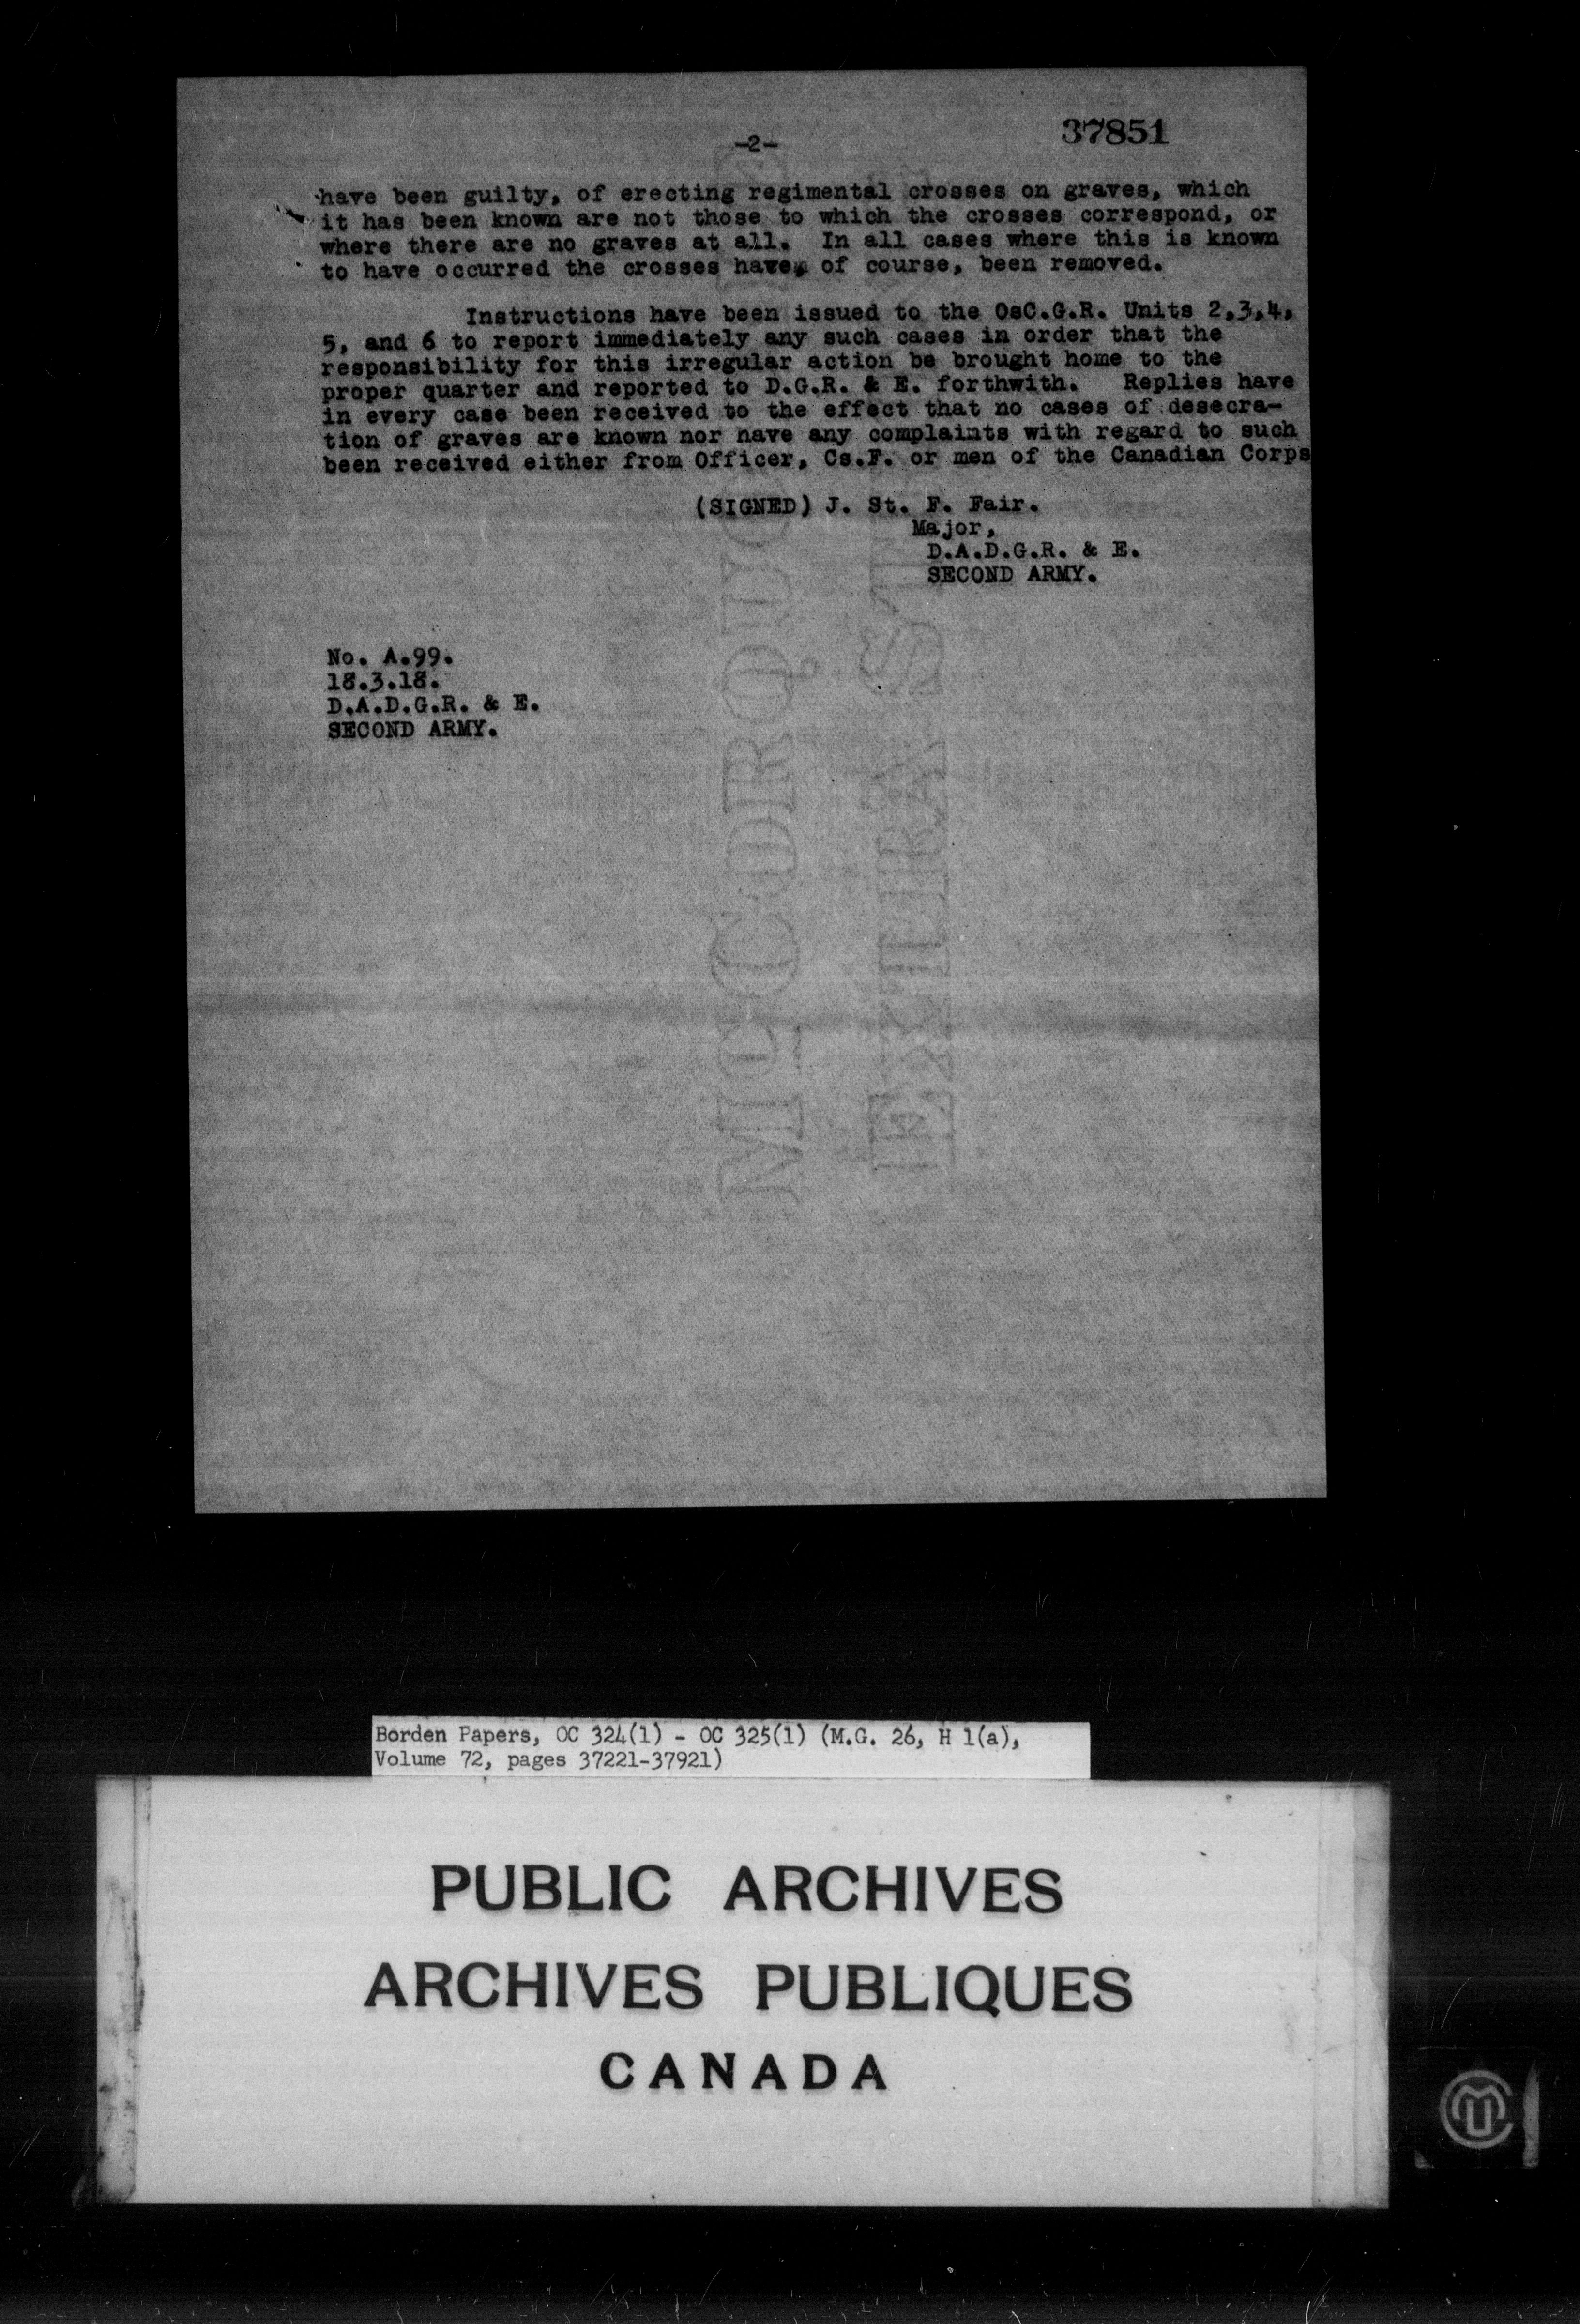 37851
-2-
have been guilty, of erecting regimental crosses on graves, which
it has been known are not those to which the crosses correspond, or
where there are no graves at all. In all cases where this is known
to have occurred the crosses have, of course, been removed.
Instructions have been issued to the OsC.G.R. Units 2,3,4,
5, and 6 to report immediately any such cases in order that the
responsibility for this irregular action be brought home to the
proper quarter and reported to D.G.R. & E. forthwith. Replies have
in every case been received to the effect that no cases of desecra-
tion of graves are known nor have any complaints with regard to such
been received either from Officer, Cs.F. or men of the Canadian Corps
(SIGNED) J. St. F. Fair.
Major,
D.A.D.G.R. & E.
SECOND ARMY.
No. A.99.
18.3.18.
D.A.D.G.R. & E.
SECOND ARMY.
EXTRA
Borden Papers, OC 324(1) - OC 325(1) (M.G. 26, H 1(a),
Volume 72, pages 37221-37921)
PUBLIC ARCHIVES
ARCHIVES PUBLIQUES
CANADA